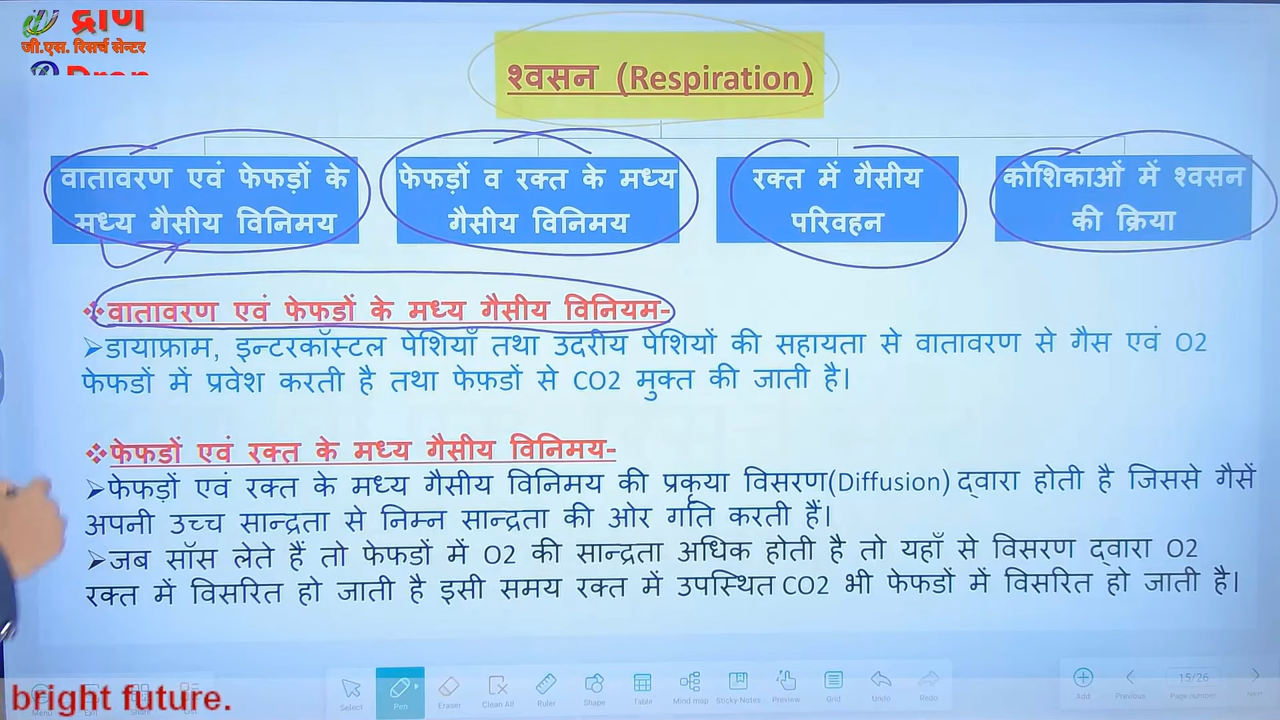 द्रोण
जी.एस. रिसर्च सेन्टर
श्वसन (Respiration)
वातावरण एवं फेफड़ों के
मध्य गैसीय विनिमय
फेफड़ों व रक्त के मध्य
गैसीय विनिमय
रक्त में गैसीय
परिवहन
कोशिकाओं में श्वसन
की क्रिया
❖वातावरण एवं फेफडों के मध्य गैसीय विनियम-
➢डायाफ्राम, इन्टरकॉस्टल पेशियाँ तथा उदरीय पेशियों की सहायता से वातावरण से गैस एवं O2
फेफडों में प्रवेश करती है तथा फेफ़डों से CO2 मुक्त की जाती है।
❖फेफडों एवं रक्त के मध्य गैसीय विनिमय-
➢फेफड़ों एवं रक्त के मध्य गैसीय विनिमय की प्रकृया विसरण(Diffusion) द्वारा होती है जिससे गैसें
अपनी उच्च सान्द्रता से निम्न सान्द्रता की ओर गति करती हैं।
➢जब सॉस लेते हैं तो फेफडों में O2 की सान्द्रता अधिक होती है तो यहाँ से विसरण द्वारा O2
रक्त में विसरित हो जाती है इसी समय रक्त में उपस्थित CO2 भी फेफडों में विसरित हो जाती है।
bright future.
Select Pen Eraser Clean All Ruler Shape Table Mind map Sticky Notes Preview Grid Undo Redo
Add Previous 15/26 Page number Next